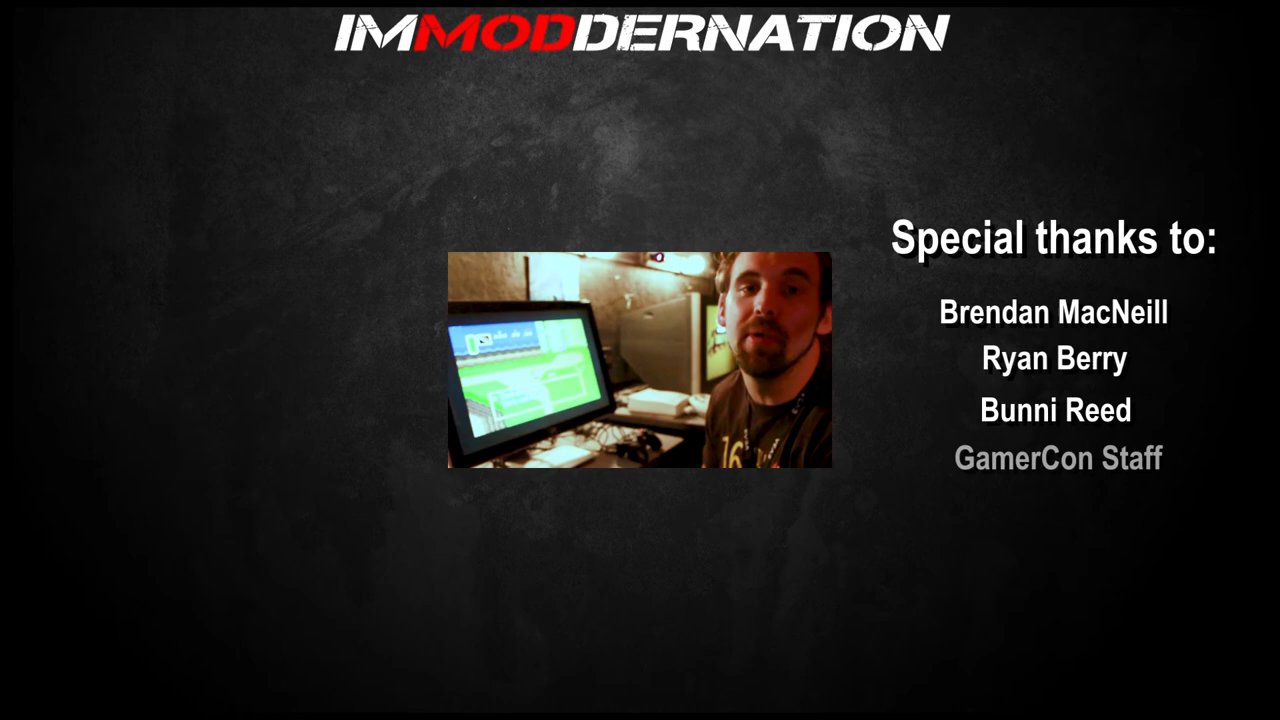 IMMODDERNATION
Special thanks to:
Brendan MacNeill
Ryan Berry
Bunni Reed
GamerCon Staff